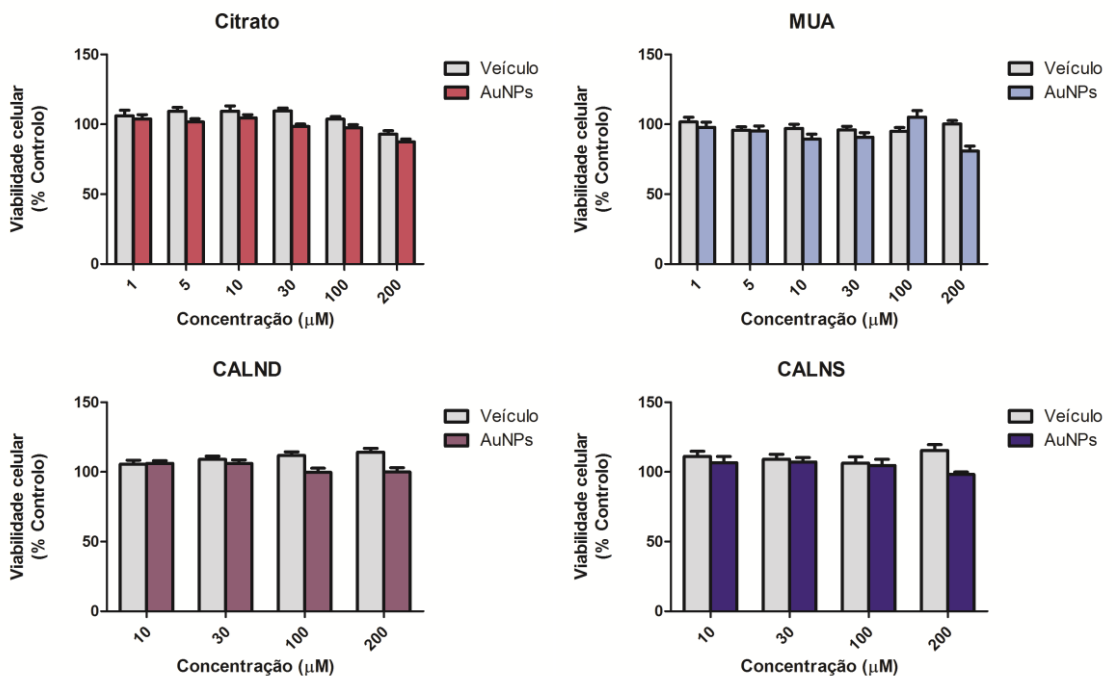 Citrato
Viabilidade celular
(% Controlo)
150
100
50
0
1
5
10
30
100
200
Concentração (μM)
Veículo
AuNPs
MUA
Viabilidade celular
(% Controlo)
150
100
50
0
1
5
10
30
100
200
Concentração (μM)
Veículo
AuNPs
CALND
Viabilidade celular
(% Controlo)
150
100
50
0
10
30
100
200
Concentração (μM)
Veículo
AuNPs
CALNS
Viabilidade celular
(% Controlo)
150
100
50
0
10
30
100
200
Concentração (μM)
Veículo
AuNPs